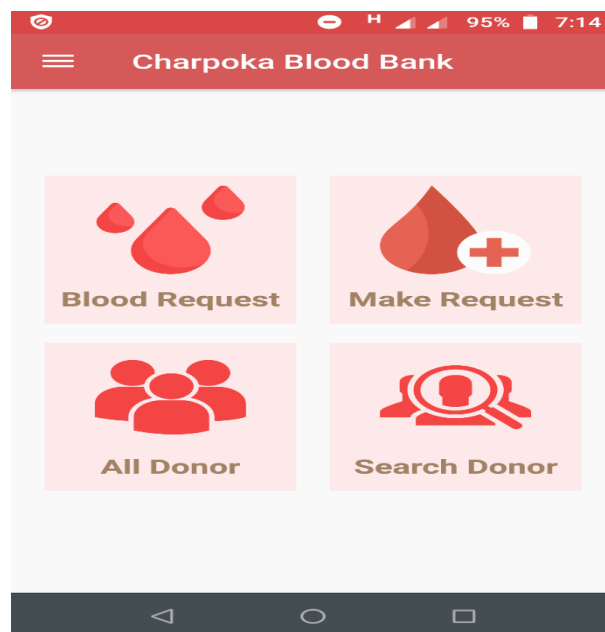 H 95% 7:14
Charpoka Blood Bank
Blood Request Make Request
All Donor Search Donor